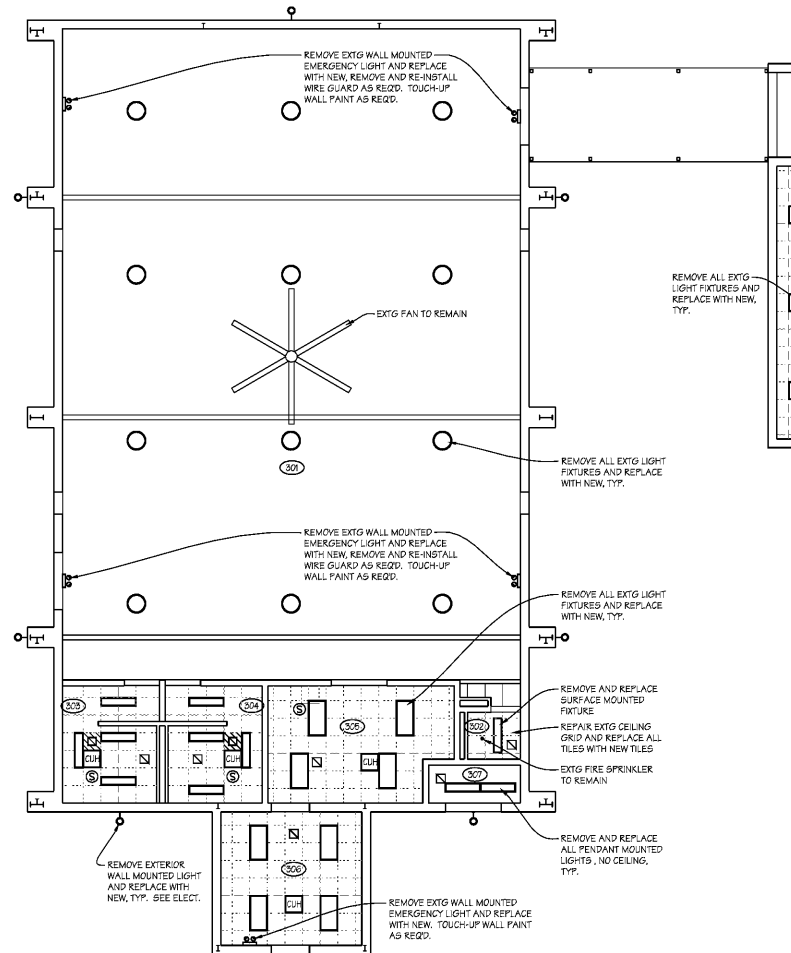 REMOVE EXTG WALL MOUNTED
EMERGENCY LIGHT AND REPLACE
WITH NEW, REMOVE AND RE-INSTALL
WIRE GUARD AS REQ'D. TOUCH-UP
WALL PAINT AS REQ'D.
REMOVE ALL EXTG
LIGHT FIXTURES AND
REPLACE WITH NEW,
TYP.
EXTG FAN TO REMAIN
301
REMOVE ALL EXTG LIGHT
FIXTURES AND REPLACE
WITH NEW, TYP.
REMOVE EXTG WALL MOUNTED
EMERGENCY LIGHT AND REPLACE
WITH NEW, REMOVE AND RE-INSTALL
WIRE GUARD AS REQ'D. TOUCH-UP
WALL PAINT AS REQ'D.
REMOVE ALL EXTG LIGHT
FIXTURES AND REPLACE
WITH NEW, TYP.
303
304
S
305
302
REMOVE AND REPLACE
SURFACE MOUNTED
FIXTURE
REPAIR EXTG CEILING
GRID AND REPLACE ALL
TILES WITH NEW TILES
CUH
CUH
CUH
S
S
307
EXTG FIRE SPRINKLER
TO REMAIN
REMOVE AND REPLACE
ALL PENDANT MOUNTED
LIGHTS , NO CEILING,
TYP.
REMOVE EXTERIOR
WALL MOUNTED LIGHT
AND REPLACE WITH
NEW, TYP. SEE ELECT.
306
CUH
REMOVE EXTG WALL MOUNTED
EMERGENCY LIGHT AND REPLACE
WITH NEW. TOUCH-UP WALL PAINT
AS REQ'D.